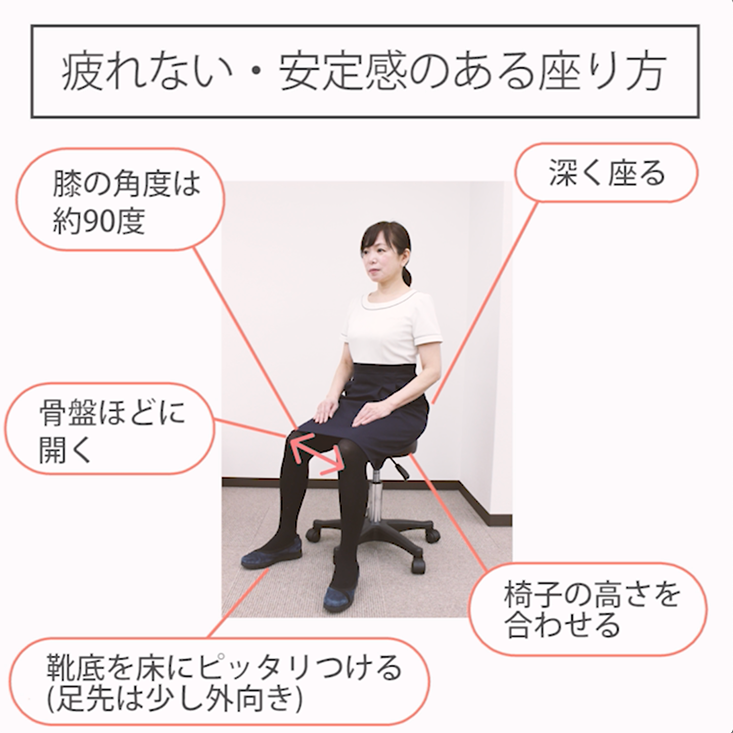 疲れない・安定感のある座り方
膝の角度は
約90度
深く座る
骨盤ほどに
開く
椅子の高さを
合わせる
靴底を床にピッタリつける
(足先は少し外向き)